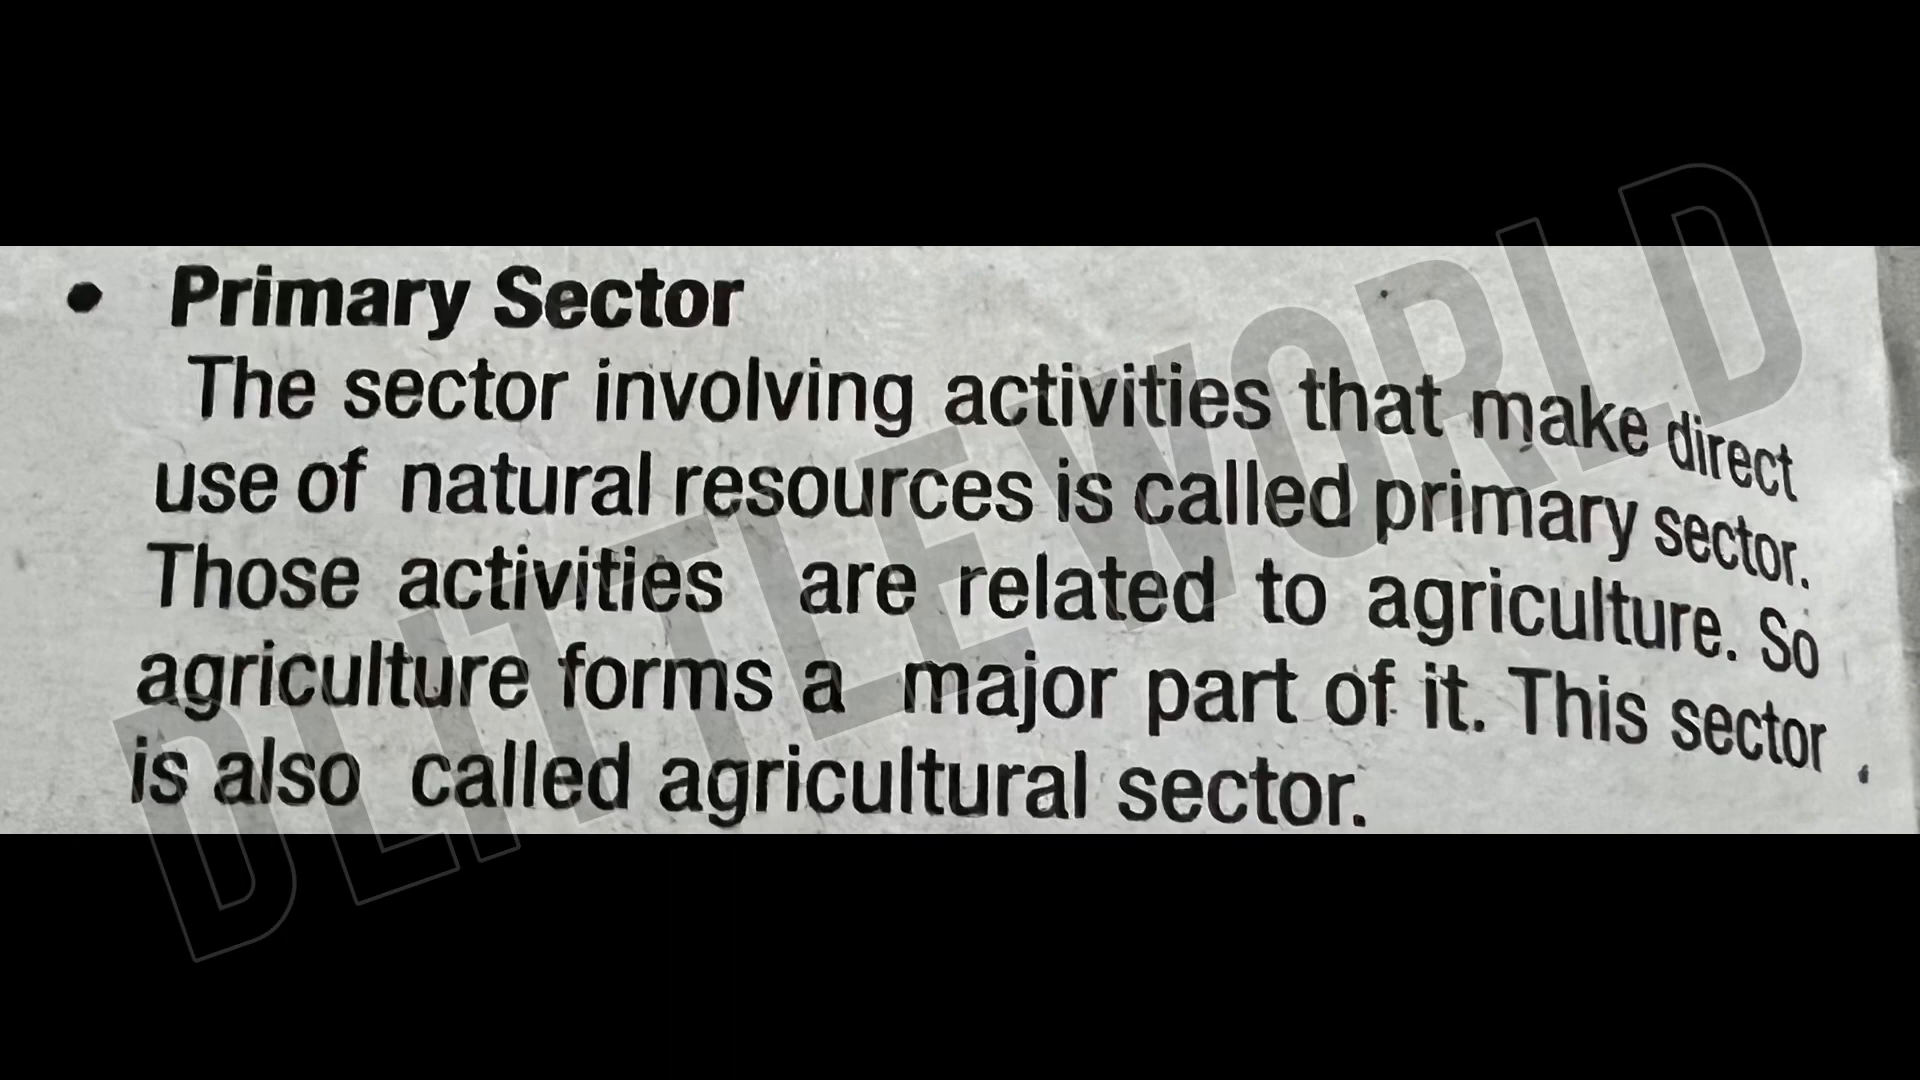 • Primary Sector
The sector involving activities that make direct
use of natural resources is called primary sector.
Those activities are related to agriculture. So
agriculture forms a major part of it. This sector
is also called agricultural sector.
DLITTLEWORLD